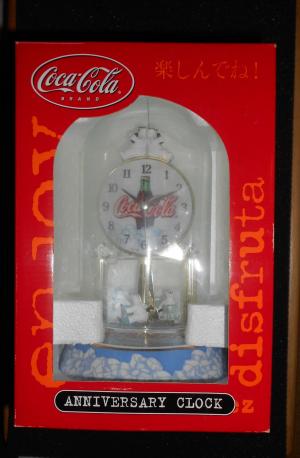 Coca-Cola
BRAND
楽しんでね!
enjoy
Coca-Cola
disfruta
ANNIVERSARY CLOCK
z